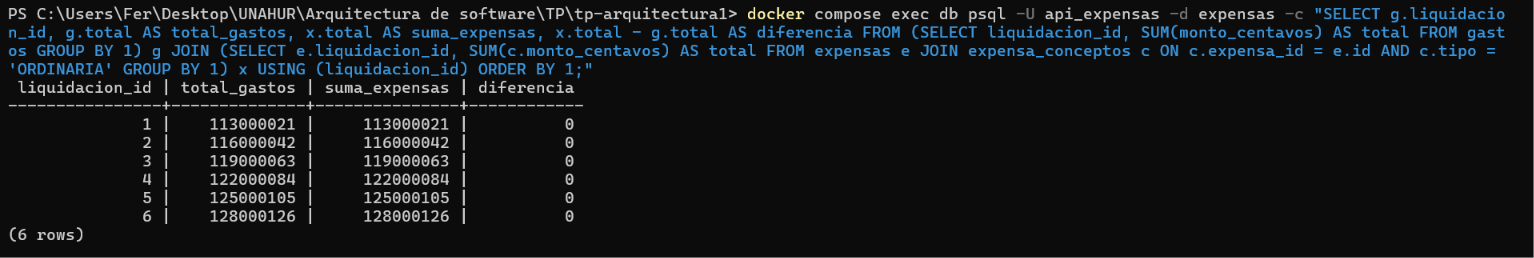 PS C:\Users\Fer\Desktop\UNAHUR\Arquitectura de software\TP\tp-arquitectura1> docker compose exec db psql -U api_expensas -d expensas -c "SELECT g.liquidacio
n_id, g.total AS total_gastos, x.total AS suma_expensas, x.total - g.total AS diferencia FROM (SELECT liquidacion_id, SUM(monto_centavos) AS total FROM gast
os GROUP BY 1) g JOIN (SELECT e.liquidacion_id, SUM(c.monto_centavos) AS total FROM expensas e JOIN expensa_conceptos c ON c.expensa_id = e.id AND c.tipo =
'ORDINARIA' GROUP BY 1) x USING (liquidacion_id) ORDER BY 1;"
 liquidacion_id | total_gastos | suma_expensas | diferencia
----------------+--------------+---------------+------------
              1 |    113000021 |     113000021 |          0
              2 |    116000042 |     116000042 |          0
              3 |    119000063 |     119000063 |          0
              4 |    122000084 |     122000084 |          0
              5 |    125000105 |     125000105 |          0
              6 |    128000126 |     128000126 |          0
(6 rows)